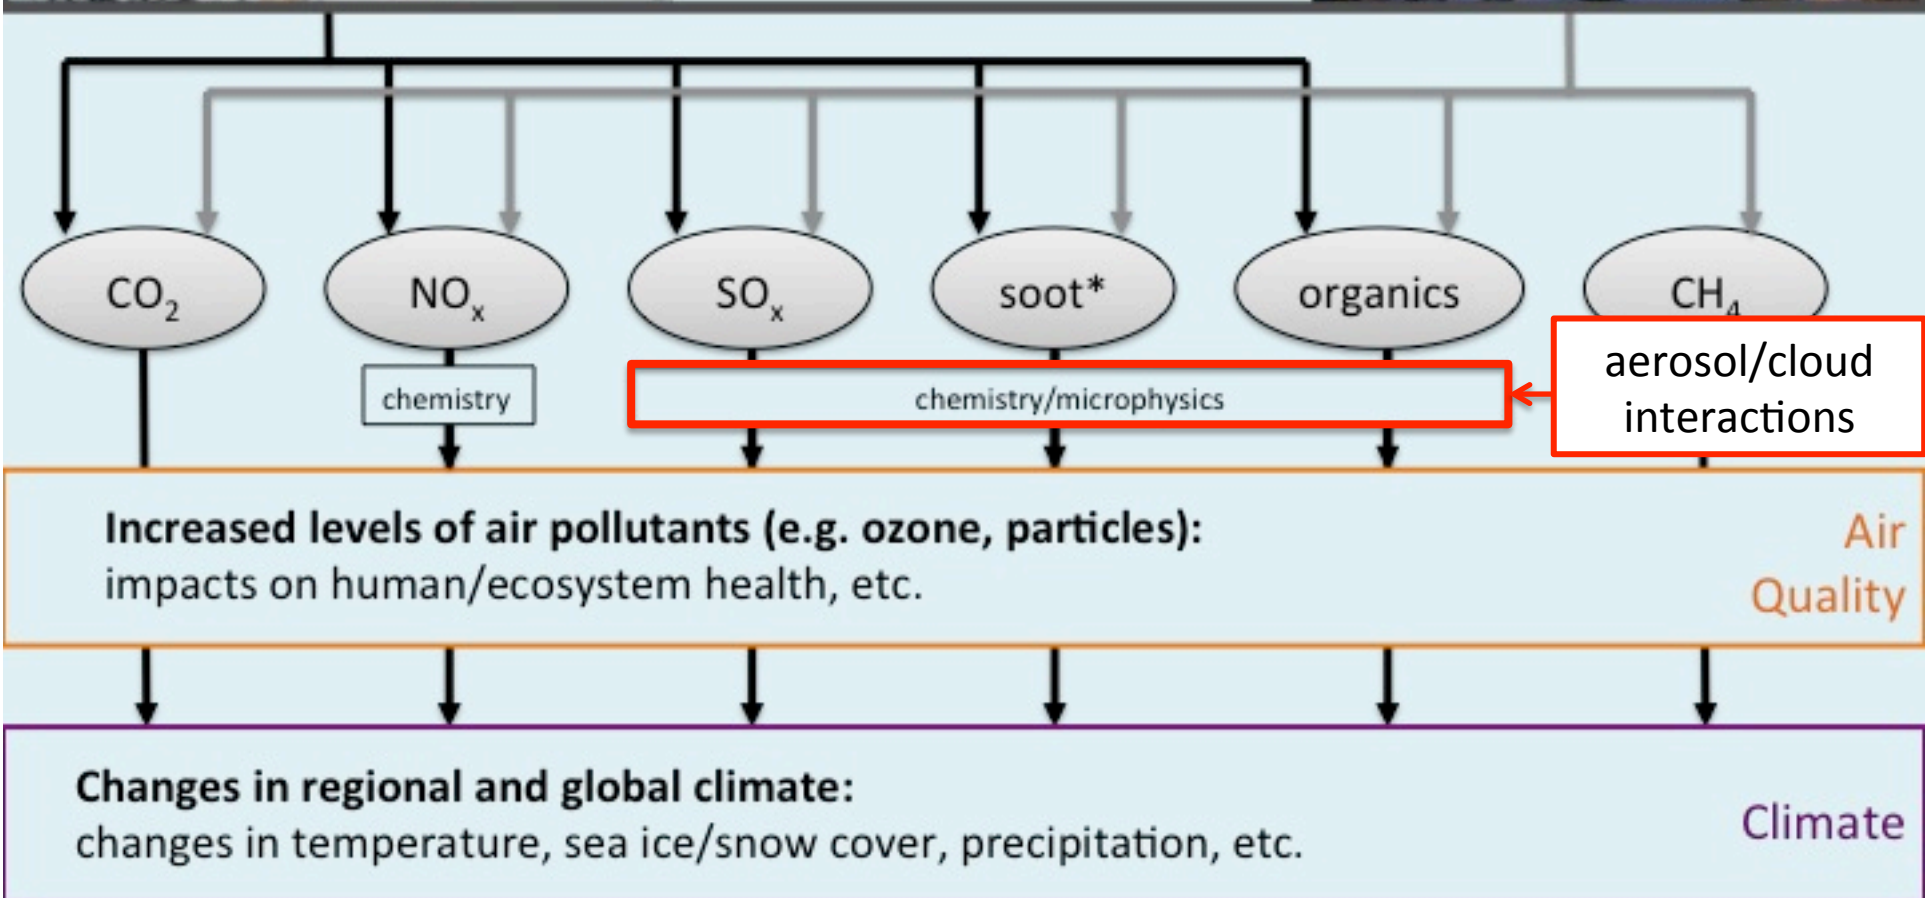 CO₂
NOₓ
SOₓ
soot*
organics
CH₄
chemistry
chemistry/microphysics
aerosol/cloud
interactions
Increased levels of air pollutants (e.g. ozone, particles):
impacts on human/ecosystem health, etc.
Air
Quality
Changes in regional and global climate:
changes in temperature, sea ice/snow cover, precipitation, etc.
Climate